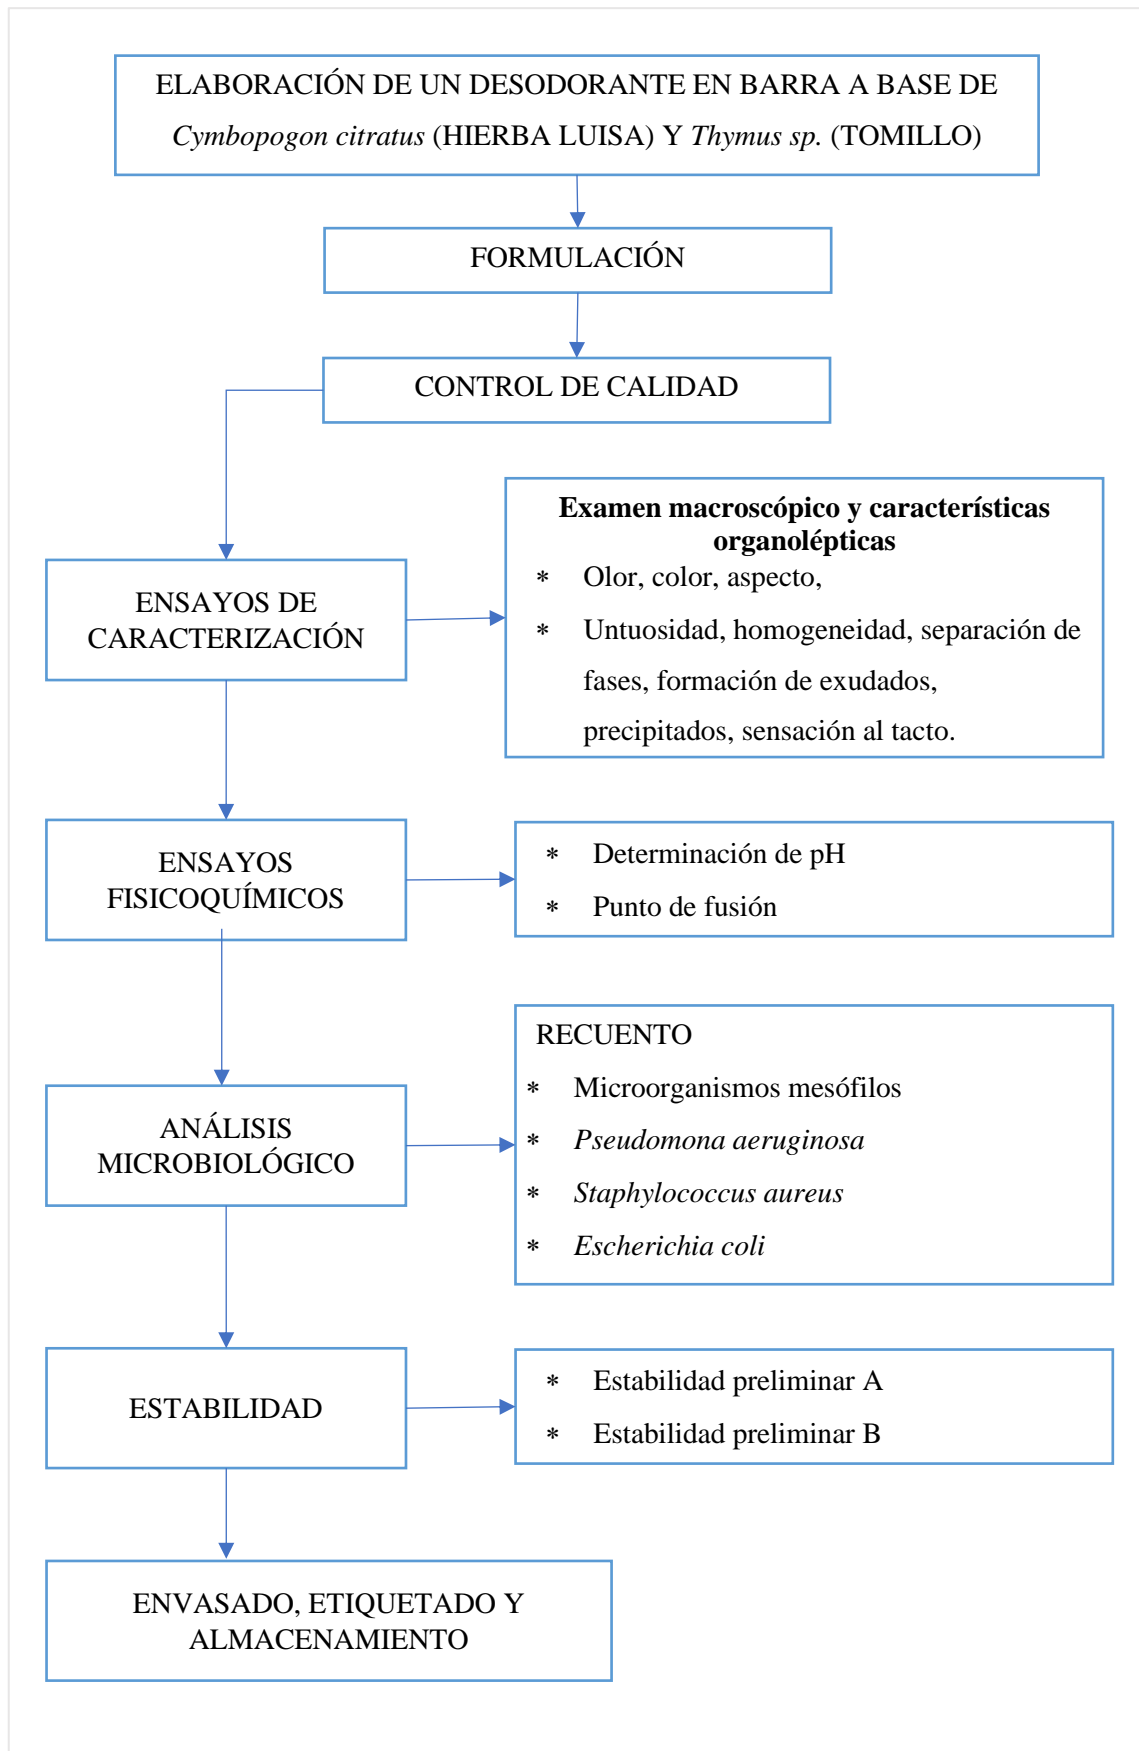 ELABORACIÓN DE UN DESODORANTE EN BARRA A BASE DE
Cymbopogon citratus (HIERBA LUISA) Y Thymus sp. (TOMILLO)
FORMULACIÓN
CONTROL DE CALIDAD
ENSAYOS DE
CARACTERIZACIÓN
Examen macroscópico y características
organolépticas
* Olor, color, aspecto,
* Untuosidad, homogeneidad, separación de
fases, formación de exudados,
precipitados, sensación al tacto.
ENSAYOS
FISICOQUÍMICOS
* Determinación de pH
* Punto de fusión
ANÁLISIS
MICROBIOLÓGICO
RECUENTO
* Microorganismos mesófilos
* Pseudomona aeruginosa
* Staphylococcus aureus
* Escherichia coli
ESTABILIDAD
* Estabilidad preliminar A
* Estabilidad preliminar B
ENVASADO, ETIQUETADO Y
ALMACENAMIENTO